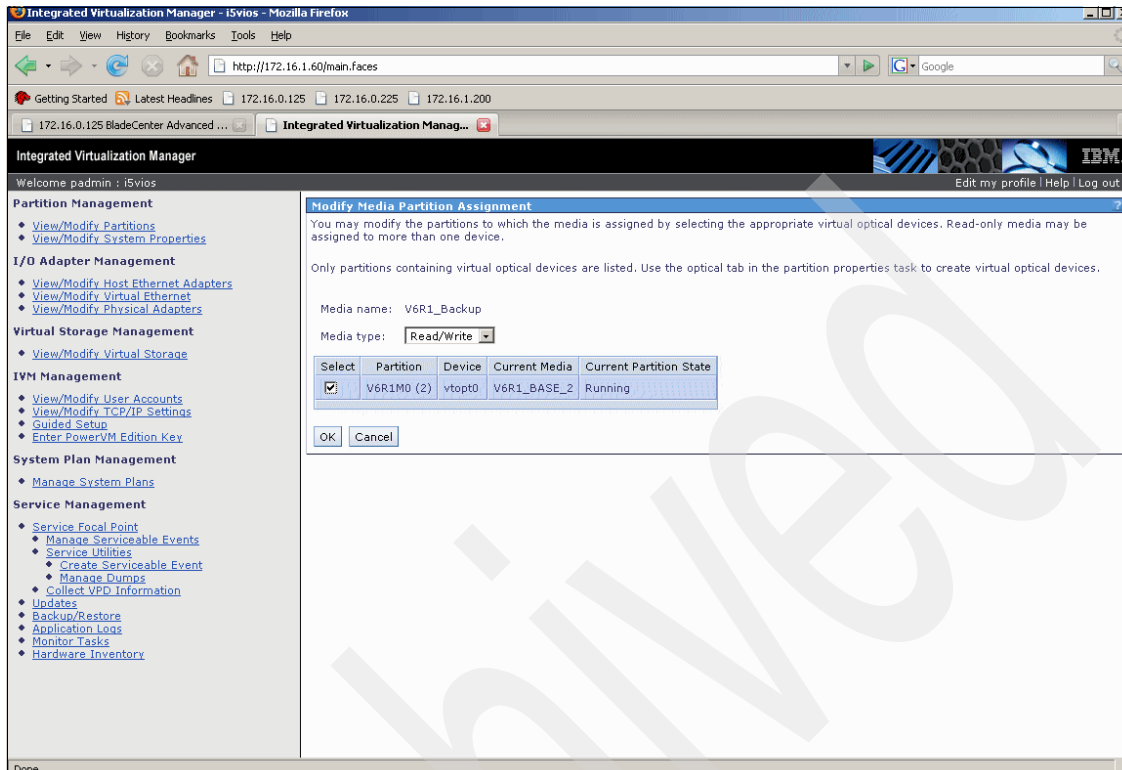 Integrated Virtualization Manager - i5vios - Mozilla Firefox
File Edit View History Bookmarks Tools Help
http://172.16.1.60/main.faces
Google
Getting Started Latest Headlines 172.16.0.125 172.16.0.225 172.16.1.200
172.16.0.125 BladeCenter Advanced ... Integrated Virtualization Manag...
Integrated Virtualization Manager
IBM.
Welcome padmin : i5vios
Edit my profile | Help | Log out
Partition Management
View/Modify Partitions
View/Modify System Properties
I/O Adapter Management
View/Modify Host Ethernet Adapters
View/Modify Virtual Ethernet
View/Modify Physical Adapters
Virtual Storage Management
View/Modify Virtual Storage
IVM Management
View/Modify User Accounts
View/Modify TCP/IP Settings
Guided Setup
Enter PowerVM Edition Key
System Plan Management
Manage System Plans
Service Management
Service Focal Point
Manage Serviceable Events
Service Utilities
Create Serviceable Event
Manage Dumps
Collect VPD Information
Updates
Backup/Restore
Application Logs
Monitor Tasks
Hardware Inventory
Modify Media Partition Assignment ?
You may modify the partitions to which the media is assigned by selecting the appropriate virtual optical devices. Read-only media may be
assigned to more than one device.
Only partitions containing virtual optical devices are listed. Use the optical tab in the partition properties task to create virtual optical devices.
Media name: V6R1_Backup
Media type: Read/Write
Select Partition Device Current Media Current Partition State
V6R1M0 (2) vtopt0 V6R1_BASE_2 Running
OK Cancel
Done
hived